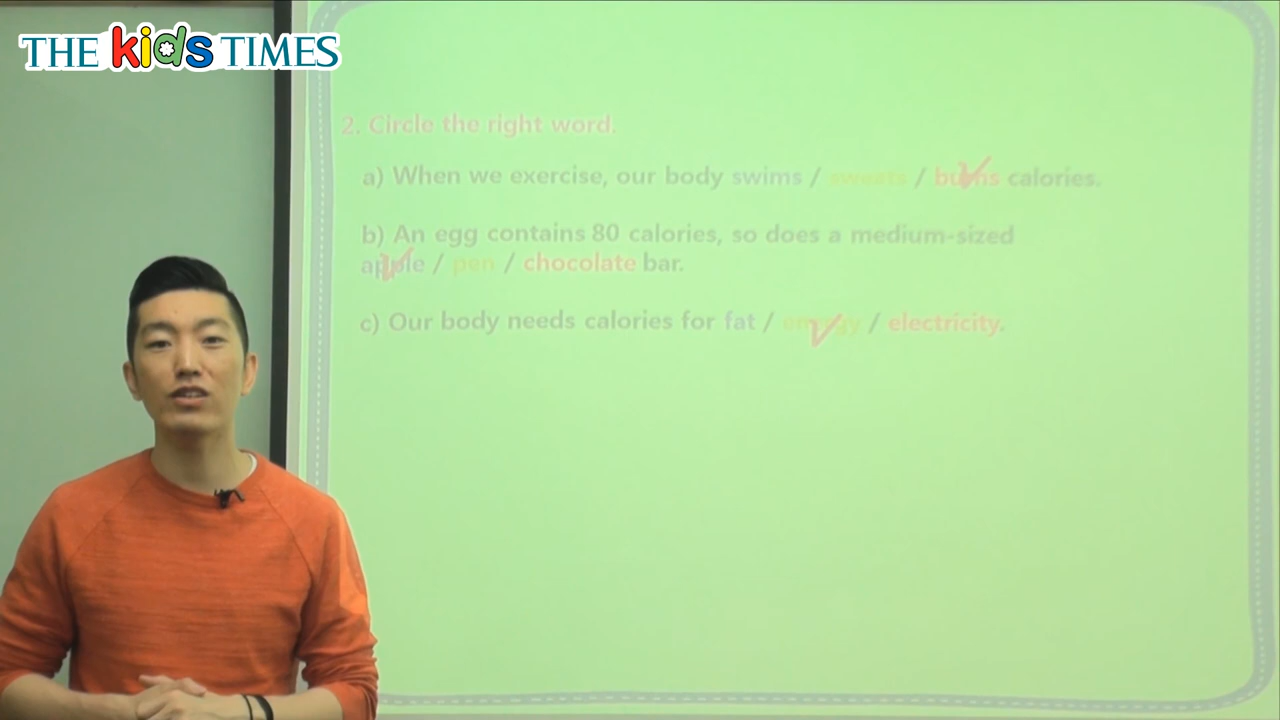 THE kids TIMES
2. Circle the right word.
a) When we exercise, our body swims / sweats / burns calories.
b) An egg contains 80 calories, so does a medium-sized
apple / pen / chocolate bar.
c) Our body needs calories for fat / energy / electricity.